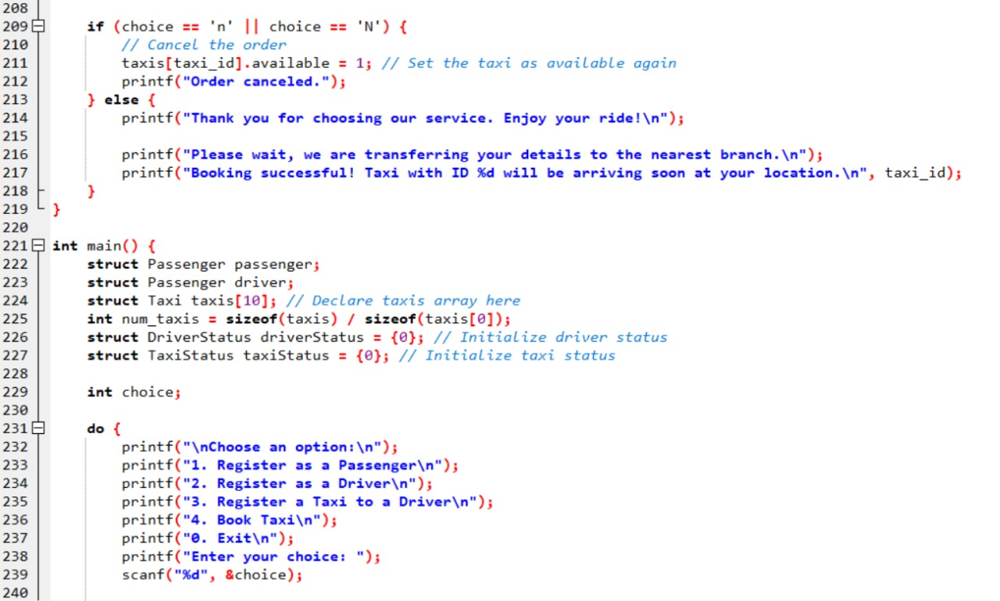 208
209 if (choice == 'n' || choice == 'N') {
210 // Cancel the order
211 taxis[taxi_id].available = 1; // Set the taxi as available again
212 printf("Order canceled.");
213 } else {
214 printf("Thank you for choosing our service. Enjoy your ride!\n");
215
216 printf("Please wait, we are transferring your details to the nearest branch.\n");
217 printf("Booking successful! Taxi with ID %d will be arriving soon at your location.\n", taxi_id);
218 }
219 }
220
221 int main() {
222 struct Passenger passenger;
223 struct Passenger driver;
224 struct Taxi taxis[10]; // Declare taxis array here
225 int num_taxis = sizeof(taxis) / sizeof(taxis[0]);
226 struct DriverStatus driverStatus = {0}; // Initialize driver status
227 struct TaxiStatus taxiStatus = {0}; // Initialize taxi status
228
229 int choice;
230
231 do {
232 printf("\nChoose an option:\n");
233 printf("1. Register as a Passenger\n");
234 printf("2. Register as a Driver\n");
235 printf("3. Register a Taxi to a Driver\n");
236 printf("4. Book Taxi\n");
237 printf("0. Exit\n");
238 printf("Enter your choice: ");
239 scanf("%d", &choice);
240